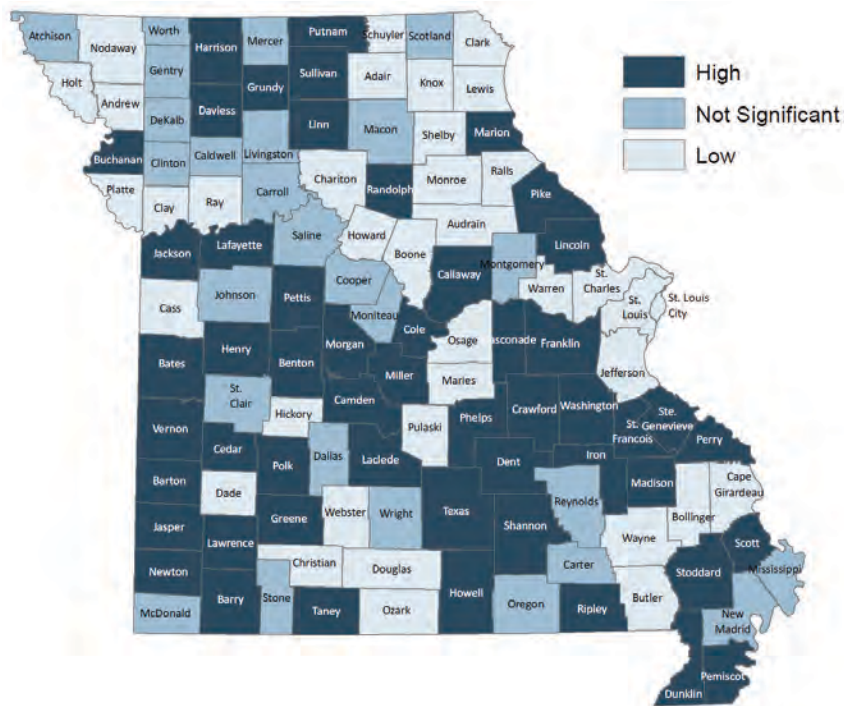 Atchison
Nodaway
Worth
Harrison
Mercer
Putnam
Schuyler
Scotland
Clark
High
Not Significant
Low
Holt
Andrew
Gentry
DeKalb
Daviess
Grundy
Sullivan
Adair
Knox
Lewis
Linn
Macon
Shelby
Marion
Buchanan
Clinton
Caldwell
Livingston
Platte
Clay
Ray
Carroll
Chariton
Randolph
Monroe
Ralls
Pike
Jackson
Lafayette
Saline
Howard
Boone
Audrain
Callaway
Montgomery
Lincoln
Warren
St.
Charles
St.
Louis
St. Louis
City
Cass
Johnson
Pettis
Cooper
Moniteau
Cole
Osage
asconade
Franklin
Jefferson
Bates
Henry
Benton
Morgan
Miller
Maries
Camden
St.
Clair
Hickory
Pulaski
Phelps
Crawford
Washington
St.
Francois
Ste.
Genevieve
Perry
Vernon
Cedar
Polk
Dallas
Laclede
Dent
Iron
Madison
Barton
Dade
Greene
Webster
Wright
Texas
Shannon
Reynolds
Bollinger
Cape
Girardeau
Jasper
Lawrence
Christian
Douglas
Wayne
Carter
Scott
Stoddard
Mississippi
Newton
McDonald
Barry
Stone
Taney
Ozark
Howell
Oregon
Ripley
Butler
New
Madrid
Dunklin
Pemiscot